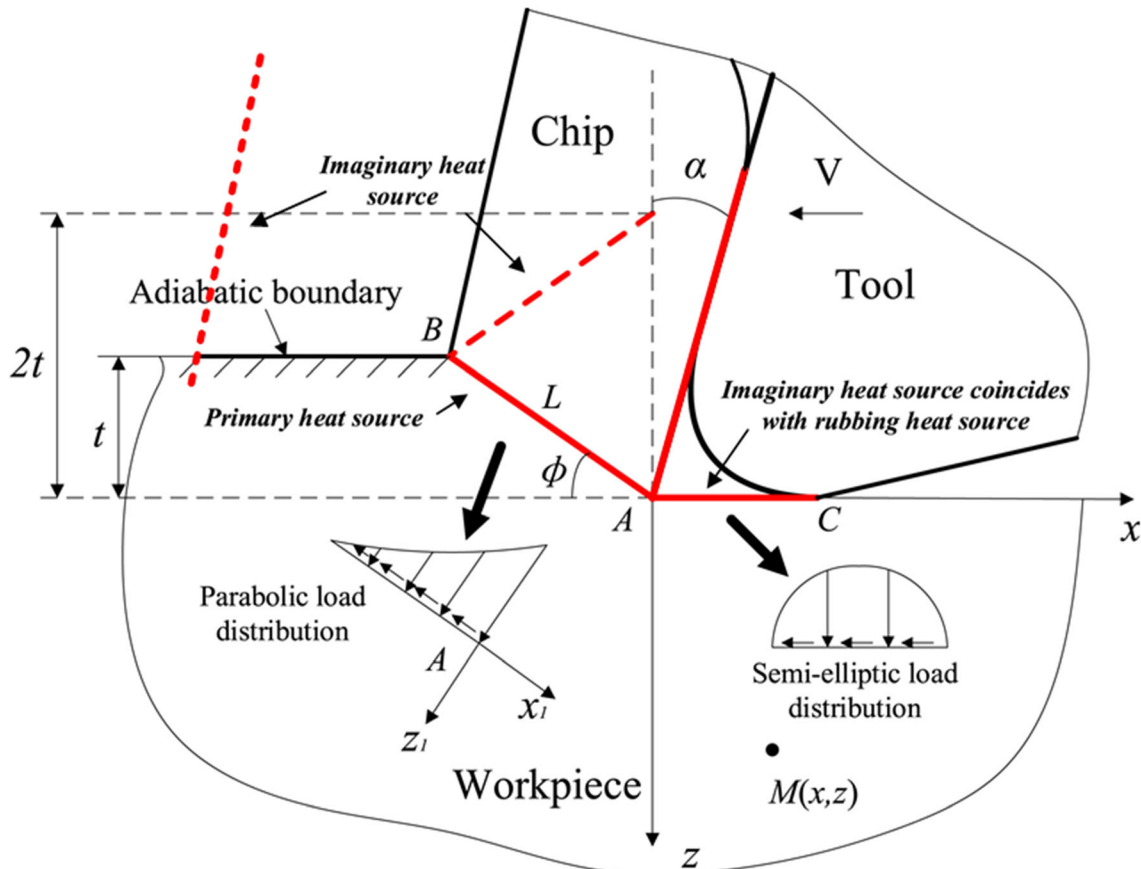 Chip
Imaginary heat
source
α
V
Tool
Adiabatic boundary
B
2t
L
Imaginary heat source coincides
with rubbing heat source
Primary heat source
t
ϕ
A
C
x
Parabolic load
distribution
A
Semi-elliptic load
distribution
x1
z1
Workpiece
M(x,z)
z